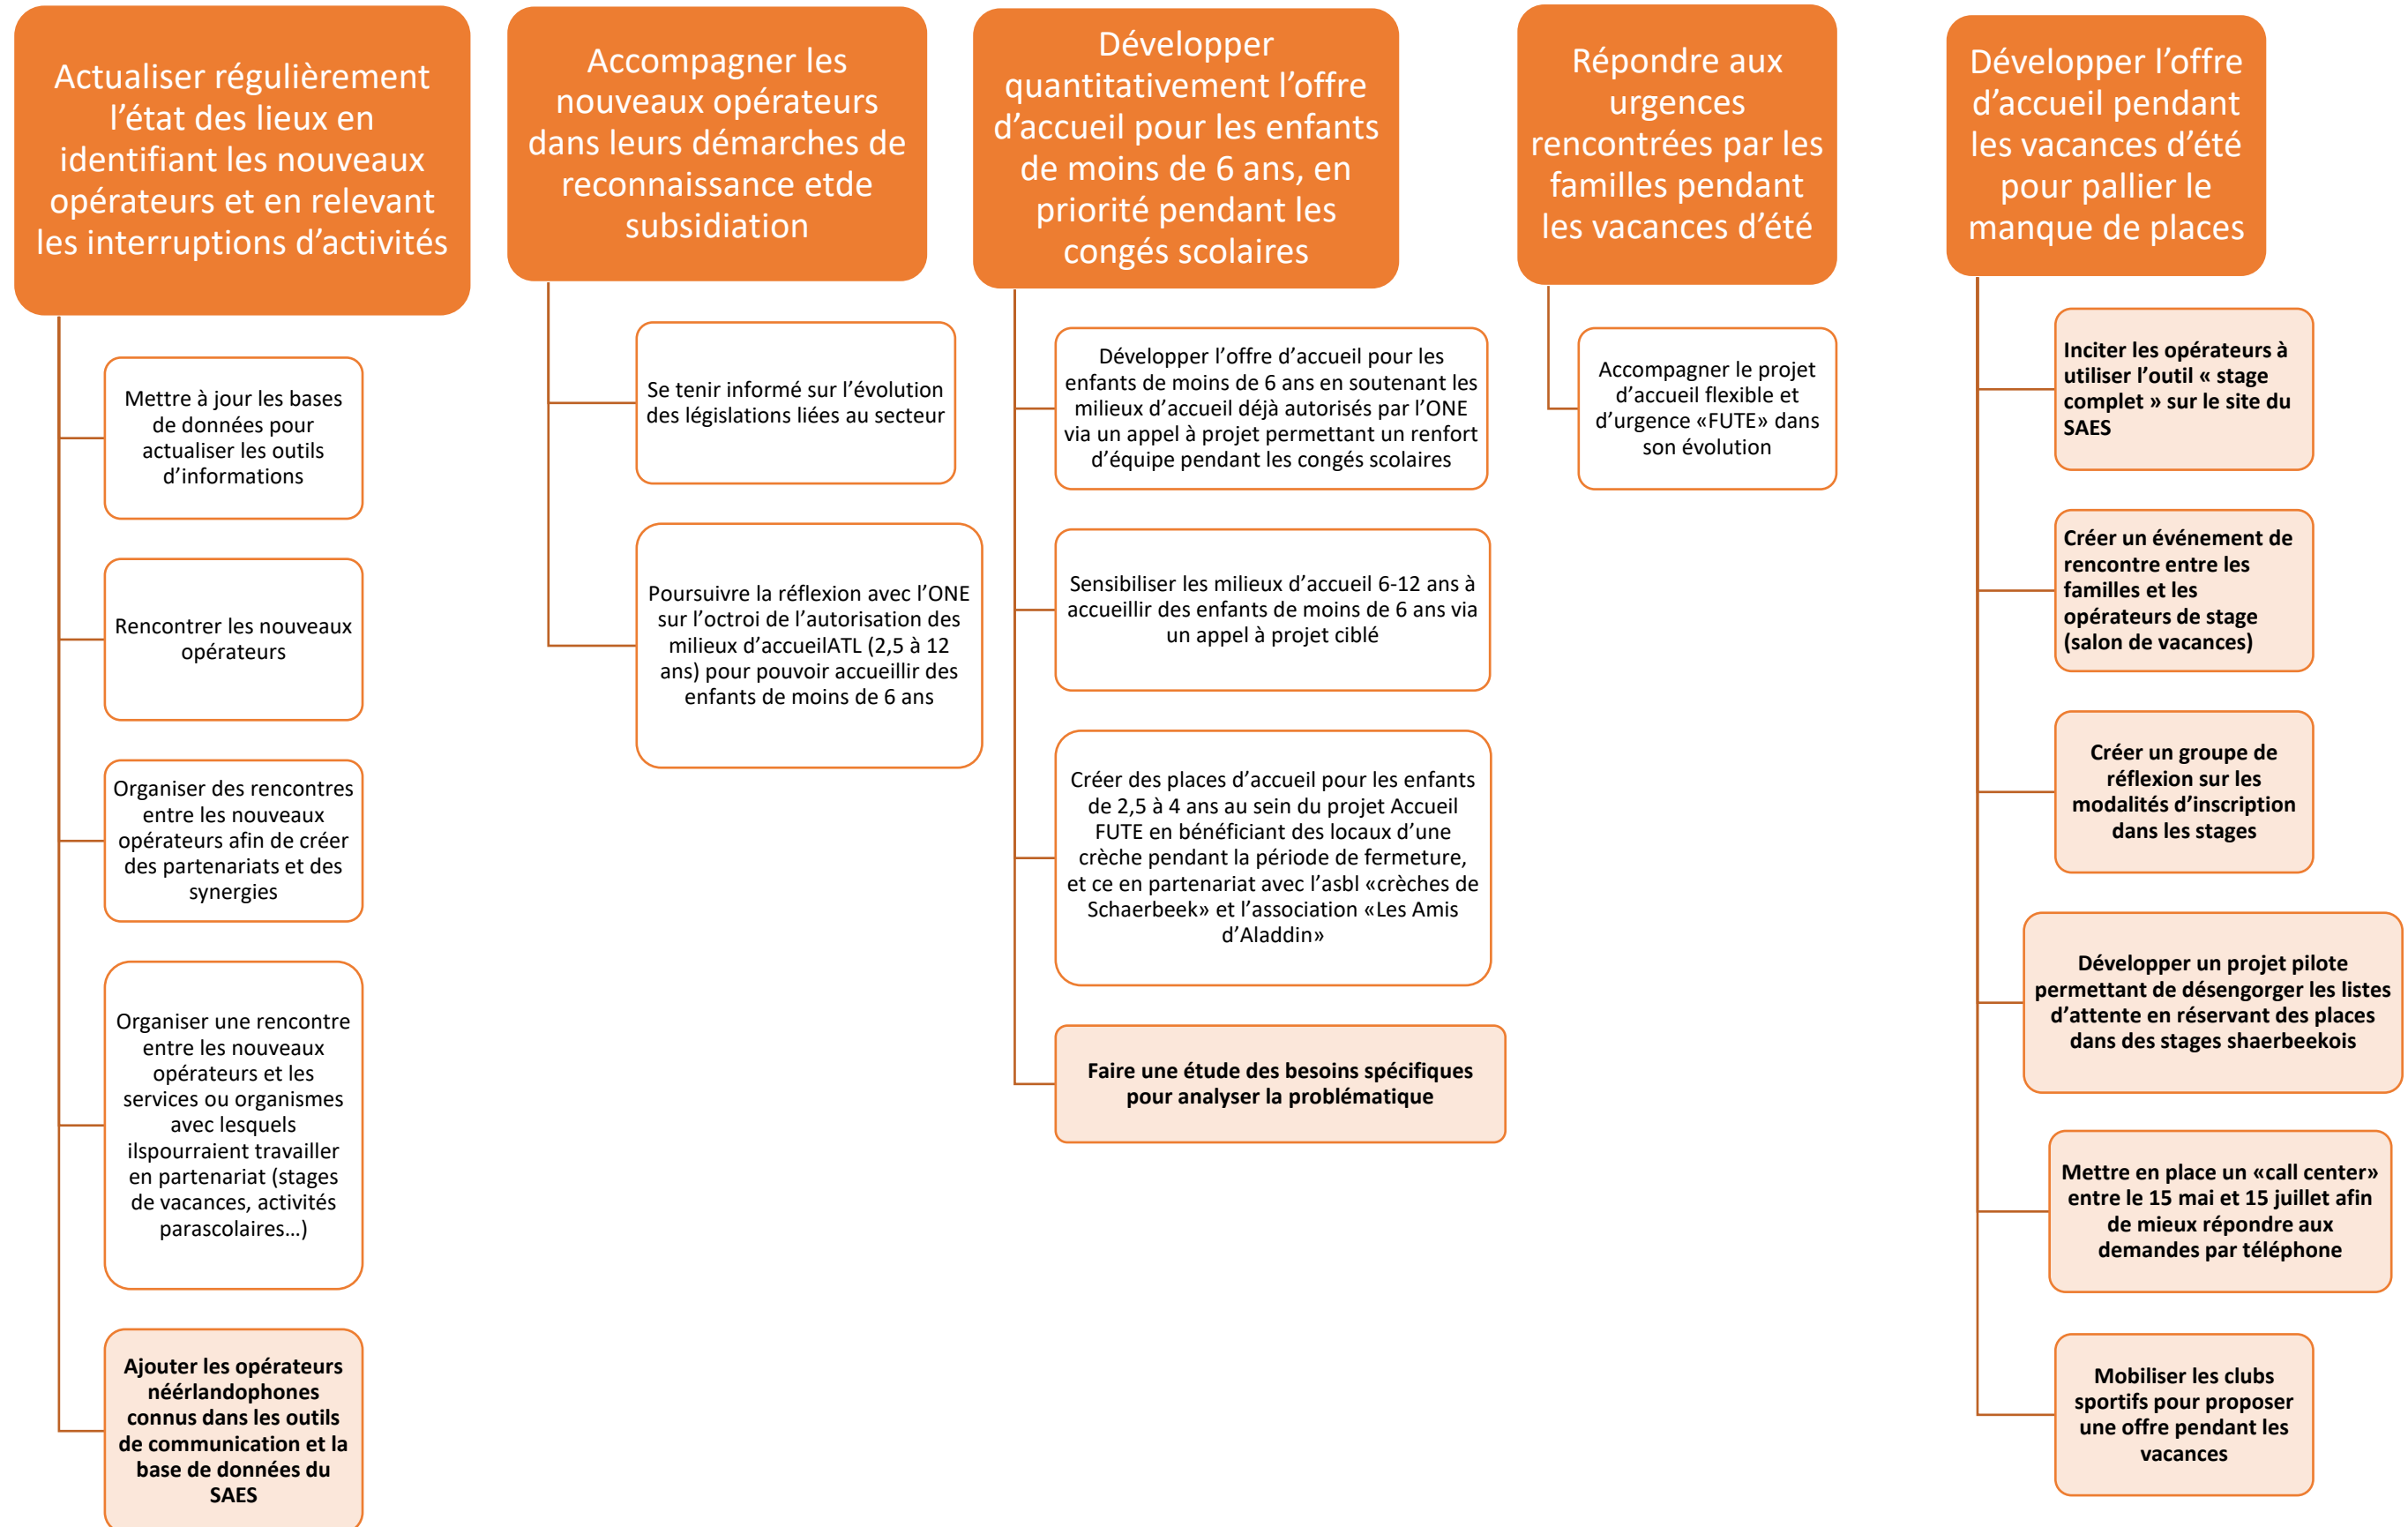 Actualiser régulièrement
l’état des lieux en
identifiant les nouveaux
opérateurs et en relevant
les interruptions d’activités
Mettre à jour les bases
de données pour
actualiser les outils
d’informations
Rencontrer les nouveaux
opérateurs
Organiser des rencontres
entre les nouveaux
opérateurs afin de créer
des partenariats et des
synergies
Organiser une rencontre
entre les nouveaux
opérateurs et les
services ou organismes
avec lesquels
ilspourraient travailler
en partenariat (stages
de vacances, activités
parascolaires…)
Ajouter les opérateurs
néérlandophones
connus dans les outils
de communication et la
base de données du
SAES
Accompagner les
nouveaux opérateurs
dans leurs démarches de
reconnaissance etde
subsidiation
Se tenir informé sur l’évolution
des législations liées au secteur
Poursuivre la réflexion avec l’ONE
sur l’octroi de l’autorisation des
milieux d’accueilATL (2,5 à 12
ans) pour pouvoir accueillir des
enfants de moins de 6 ans
Développer
quantitativement l’offre
d’accueil pour les enfants
de moins de 6 ans, en
priorité pendant les
congés scolaires
Développer l’offre d’accueil pour les
enfants de moins de 6 ans en soutenant les
milieux d’accueil déjà autorisés par l’ONE
via un appel à projet permettant un renfort
d’équipe pendant les congés scolaires
Sensibiliser les milieux d’accueil 6-12 ans à
accueillir des enfants de moins de 6 ans via
un appel à projet ciblé
Créer des places d’accueil pour les enfants
de 2,5 à 4 ans au sein du projet Accueil
FUTE en bénéficiant des locaux d’une
crèche pendant la période de fermeture,
et ce en partenariat avec l’asbl «crèches de
Schaerbeek» et l’association «Les Amis
d’Aladdin»
Faire une étude des besoins spécifiques
pour analyser la problématique
Répondre aux
urgences
rencontrées par les
familles pendant
les vacances d’été
Accompagner le projet
d’accueil flexible et
d’urgence «FUTE» dans
son évolution
Développer l’offre
d’accueil pendant
les vacances d’été
pour pallier le
manque de places
Inciter les opérateurs à
utiliser l’outil « stage
complet » sur le site du
SAES
Créer un événement de
rencontre entre les
familles et les
opérateurs de stage
(salon de vacances)
Créer un groupe de
réflexion sur les
modalités d’inscription
dans les stages
Développer un projet pilote
permettant de désengorger les listes
d’attente en réservant des places
dans des stages shaerbeekois
Mettre en place un «call center»
entre le 15 mai et 15 juillet afin
de mieux répondre aux
demandes par téléphone
Mobiliser les clubs
sportifs pour proposer
une offre pendant les
vacances